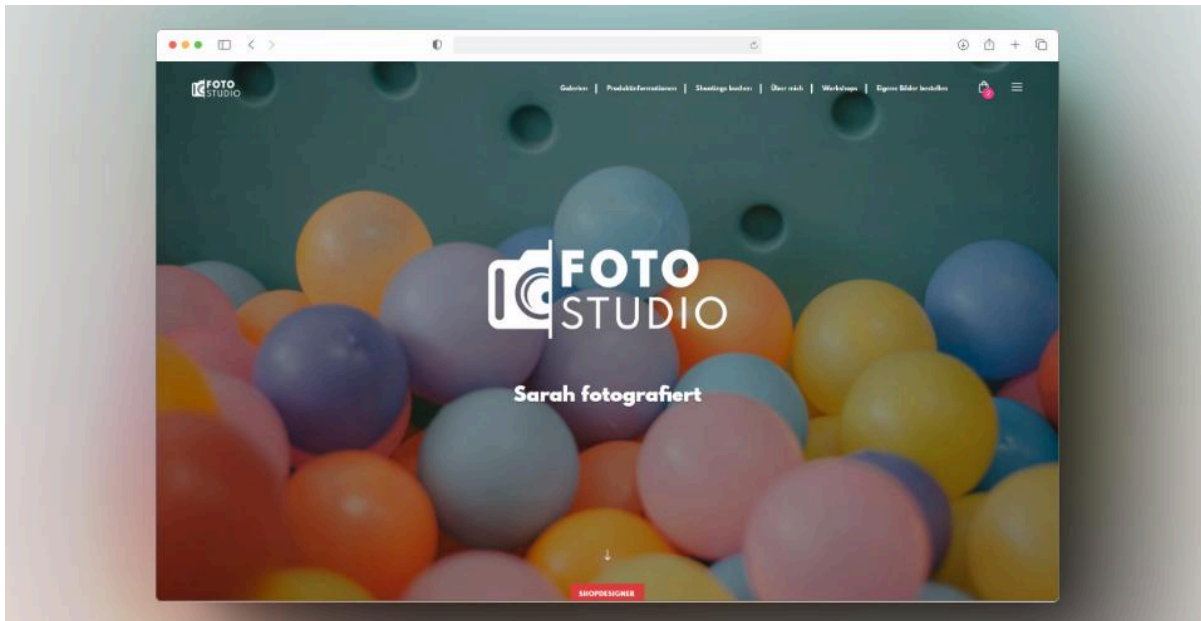 FOTO
STUDIO
Galerien | Produktinformationen | Shootings buchen | Über mich | Workshops | Eigene Bilder bestellen
FOTO
STUDIO
Sarah fotografiert
SHOPDESIGNER